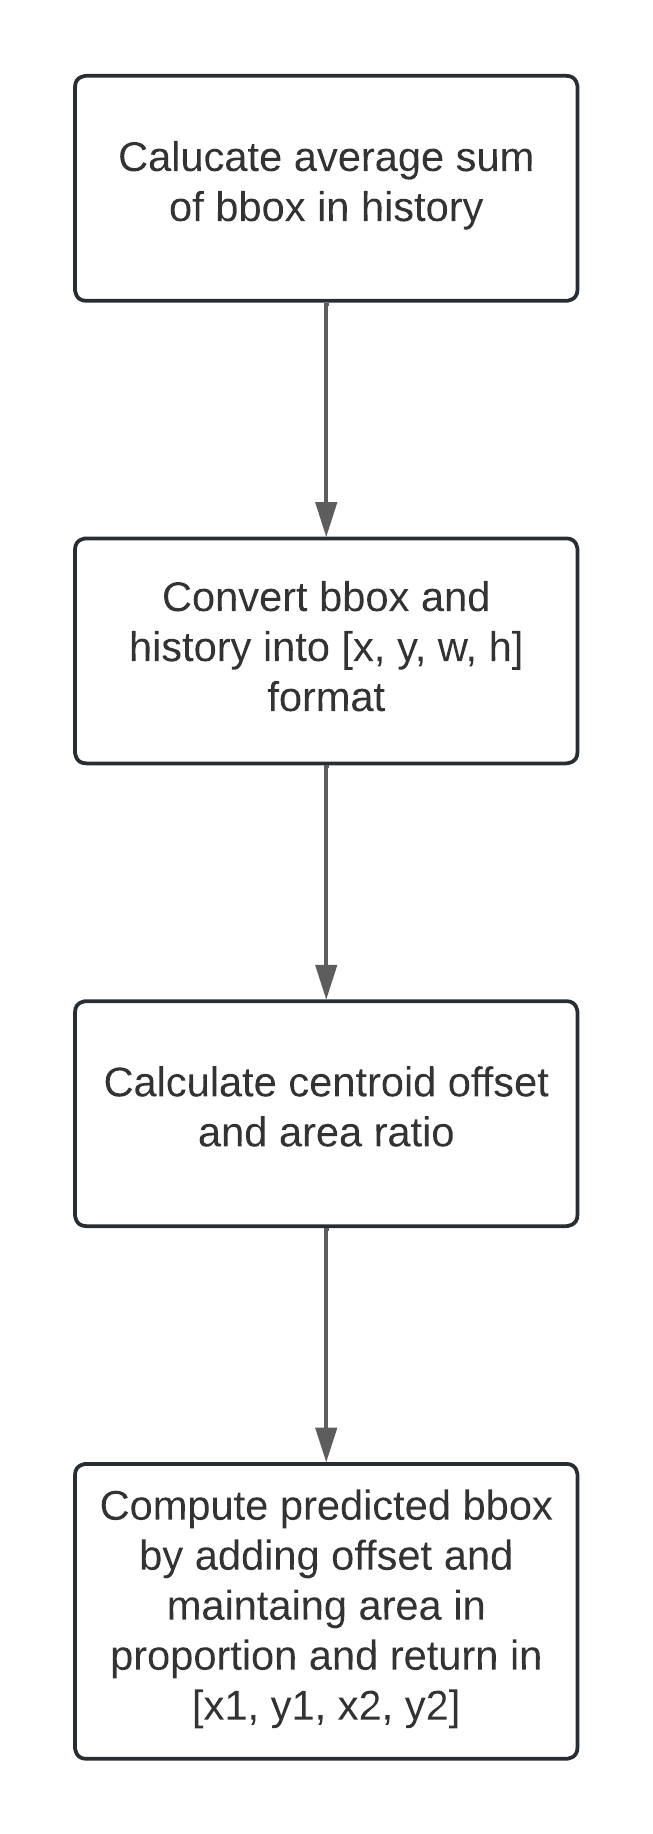 Calucate average sum
of bbox in history
Convert bbox and
history into [x, y, w, h]
format
Calculate centroid offset
and area ratio
Compute predicted bbox
by adding offset and
maintaing area in
proportion and return in
[x1, y1, x2, y2]